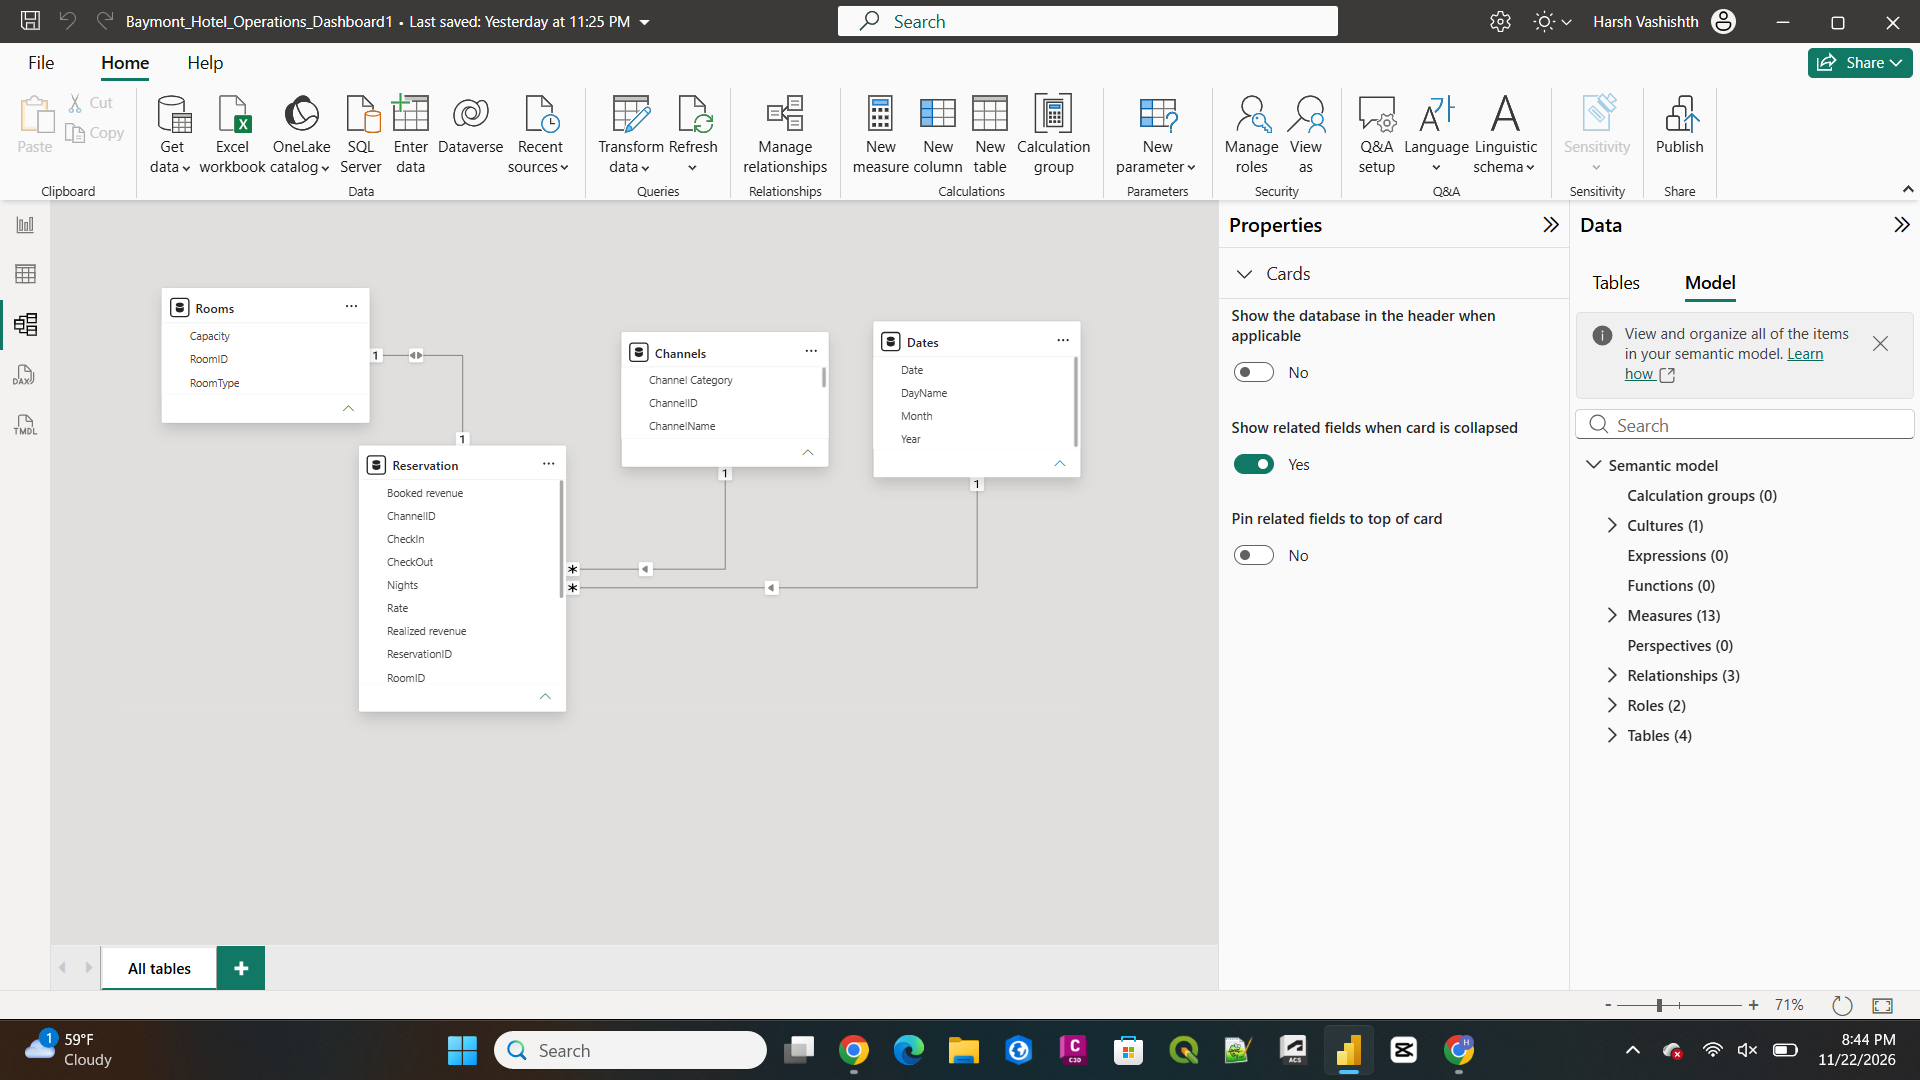 Baymont_Hotel_Operations_Dashboard1 • Last saved: Yesterday at 11:25 PM
Search
Harsh Vashishth
File
Home
Help
Share
Paste
Cut
Copy
Clipboard
Get data
Excel workbook
OneLake catalog
SQL Server
Enter data
Dataverse
Recent sources
Data
Transform data
Refresh
Queries
Manage relationships
Relationships
New measure
New column
New table
Calculation group
Calculations
New parameter
Parameters
Manage roles
View as
Security
Q&A setup
Language
Linguistic schema
Q&A
Sensitivity
Sensitivity
Publish
Share
DAX
TMDL
Rooms
Capacity
RoomID
RoomType
1
1
Reservation
Booked revenue
ChannelID
CheckIn
CheckOut
Nights
Rate
Realized revenue
ReservationID
RoomID
Channels
Channel Category
ChannelID
ChannelName
1
*
Dates
Date
DayName
Month
Year
1
*
All tables
+
Properties
Cards
Show the database in the header when
applicable
No
Show related fields when card is collapsed
Yes
Pin related fields to top of card
No
Data
Tables
Model
View and organize all of the items
in your semantic model. Learn
how
Search
Semantic model
Calculation groups (0)
Cultures (1)
Expressions (0)
Functions (0)
Measures (13)
Perspectives (0)
Relationships (3)
Roles (2)
Tables (4)
- + 71%
1
59°F
Cloudy
Search
C
C3D
ACS
H
8:44 PM
11/22/2026